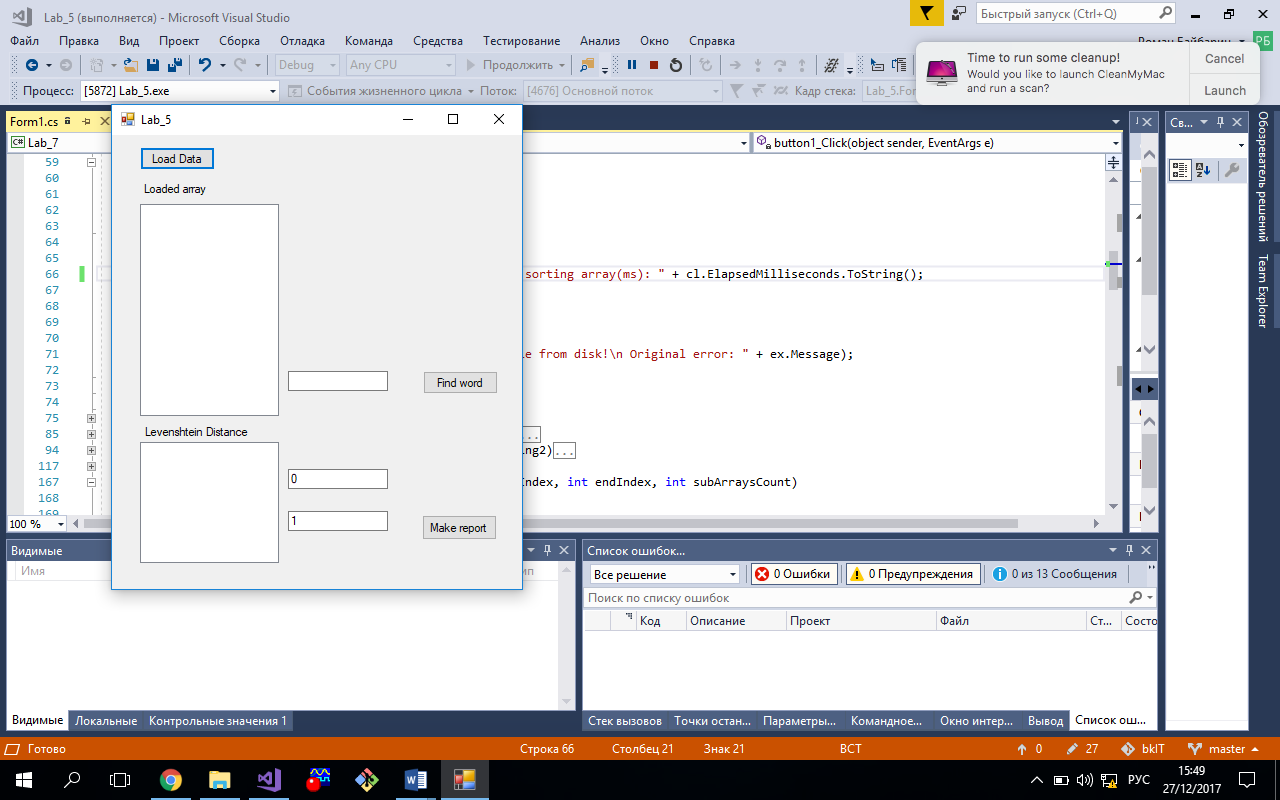 Lab_5 (выполняется) - Microsoft Visual Studio
Быстрый запуск (Ctrl+Q)
Файл Правка Вид Проект Сборка Отладка Команда Средства Тестирование Анализ Окно Справка
РБ
Time to run some cleanup!
Would you like to launch CleanMyMac
and run a scan?
Cancel
Launch
Debug Any CPU Продолжить
Процесс: [5872] Lab_5.exe События жизненного цикла Поток: [4676] Основной поток Кадр стека: Lab_5.For
Form1.cs
C# Lab_7
button1_Click(object sender, EventArgs e)
Св...
Обозреватель решений
Team Explorer
59
60
61
62
63
64
65
66 sorting array(ms): " + cl.ElapsedMilliseconds.ToString();
67
68
69
70
71 e from disk!\n Original error: " + ex.Message);
72
73
74
75
85 ...
94 ng2) ...
117
167 Index, int endIndex, int subArraysCount)
168
169
100 %
Lab_5
Load Data
Loaded array
Find word
Levenshtein Distance
0
1
Make report
Видимые
Имя
ип
Видимые Локальные Контрольные значения 1
Список ошибок...
Все решение 0 Ошибки 0 Предупреждения 0 из 13 Сообщения
Поиск по списку ошибок
Код Описание Проект Файл Ст... Состо
Стек вызовов Точки остан... Параметры... Командное... Окно интер... Вывод Список ош...
Готово Строка 66 Столбец 21 Знак 21 ВСТ 0 27 bkIT master
РУС
15:49
27/12/2017